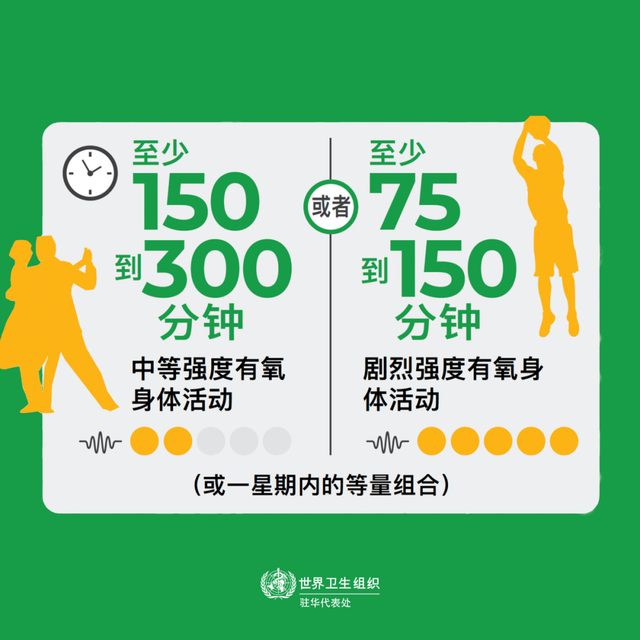 至少
150
到300
分钟
中等强度有氧
身体活动
或者
至少
75
到150
分钟
剧烈强度有氧身
体活动
（或一星期内的等量组合）
世界卫生组织
驻华代表处